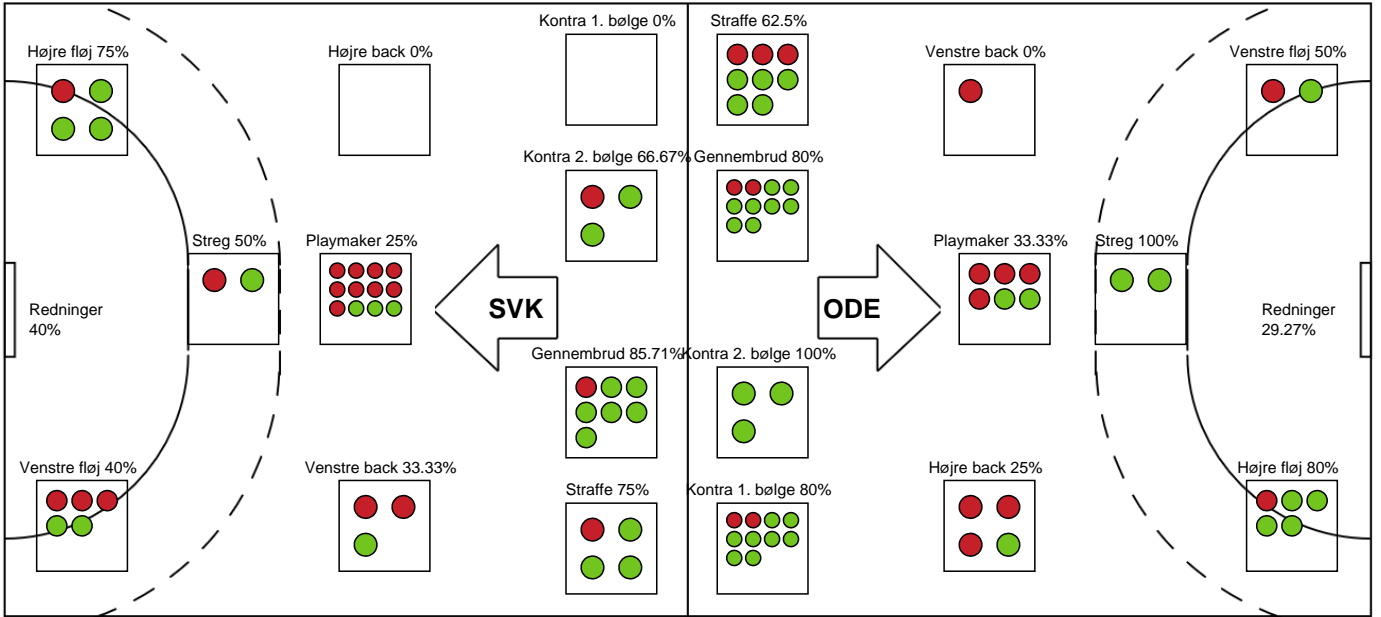 Kontra 1. bølge 0%
Straffe 62.5%
Højre fløj 75%
Højre back 0%
Venstre back 0%
Venstre fløj 50%
Kontra 2. bølge 66.67%
Gennembrud 80%
Streg 50%
Playmaker 25%
Playmaker 33.33%
Streg 100%
Redninger
40%
SVK
ODE
Redninger
29.27%
Gennembrud 85.71%
Kontra 2. bølge 100%
Venstre fløj 40%
Venstre back 33.33%
Højre back 25%
Højre fløj 80%
Straffe 75%
Kontra 1. bølge 80%